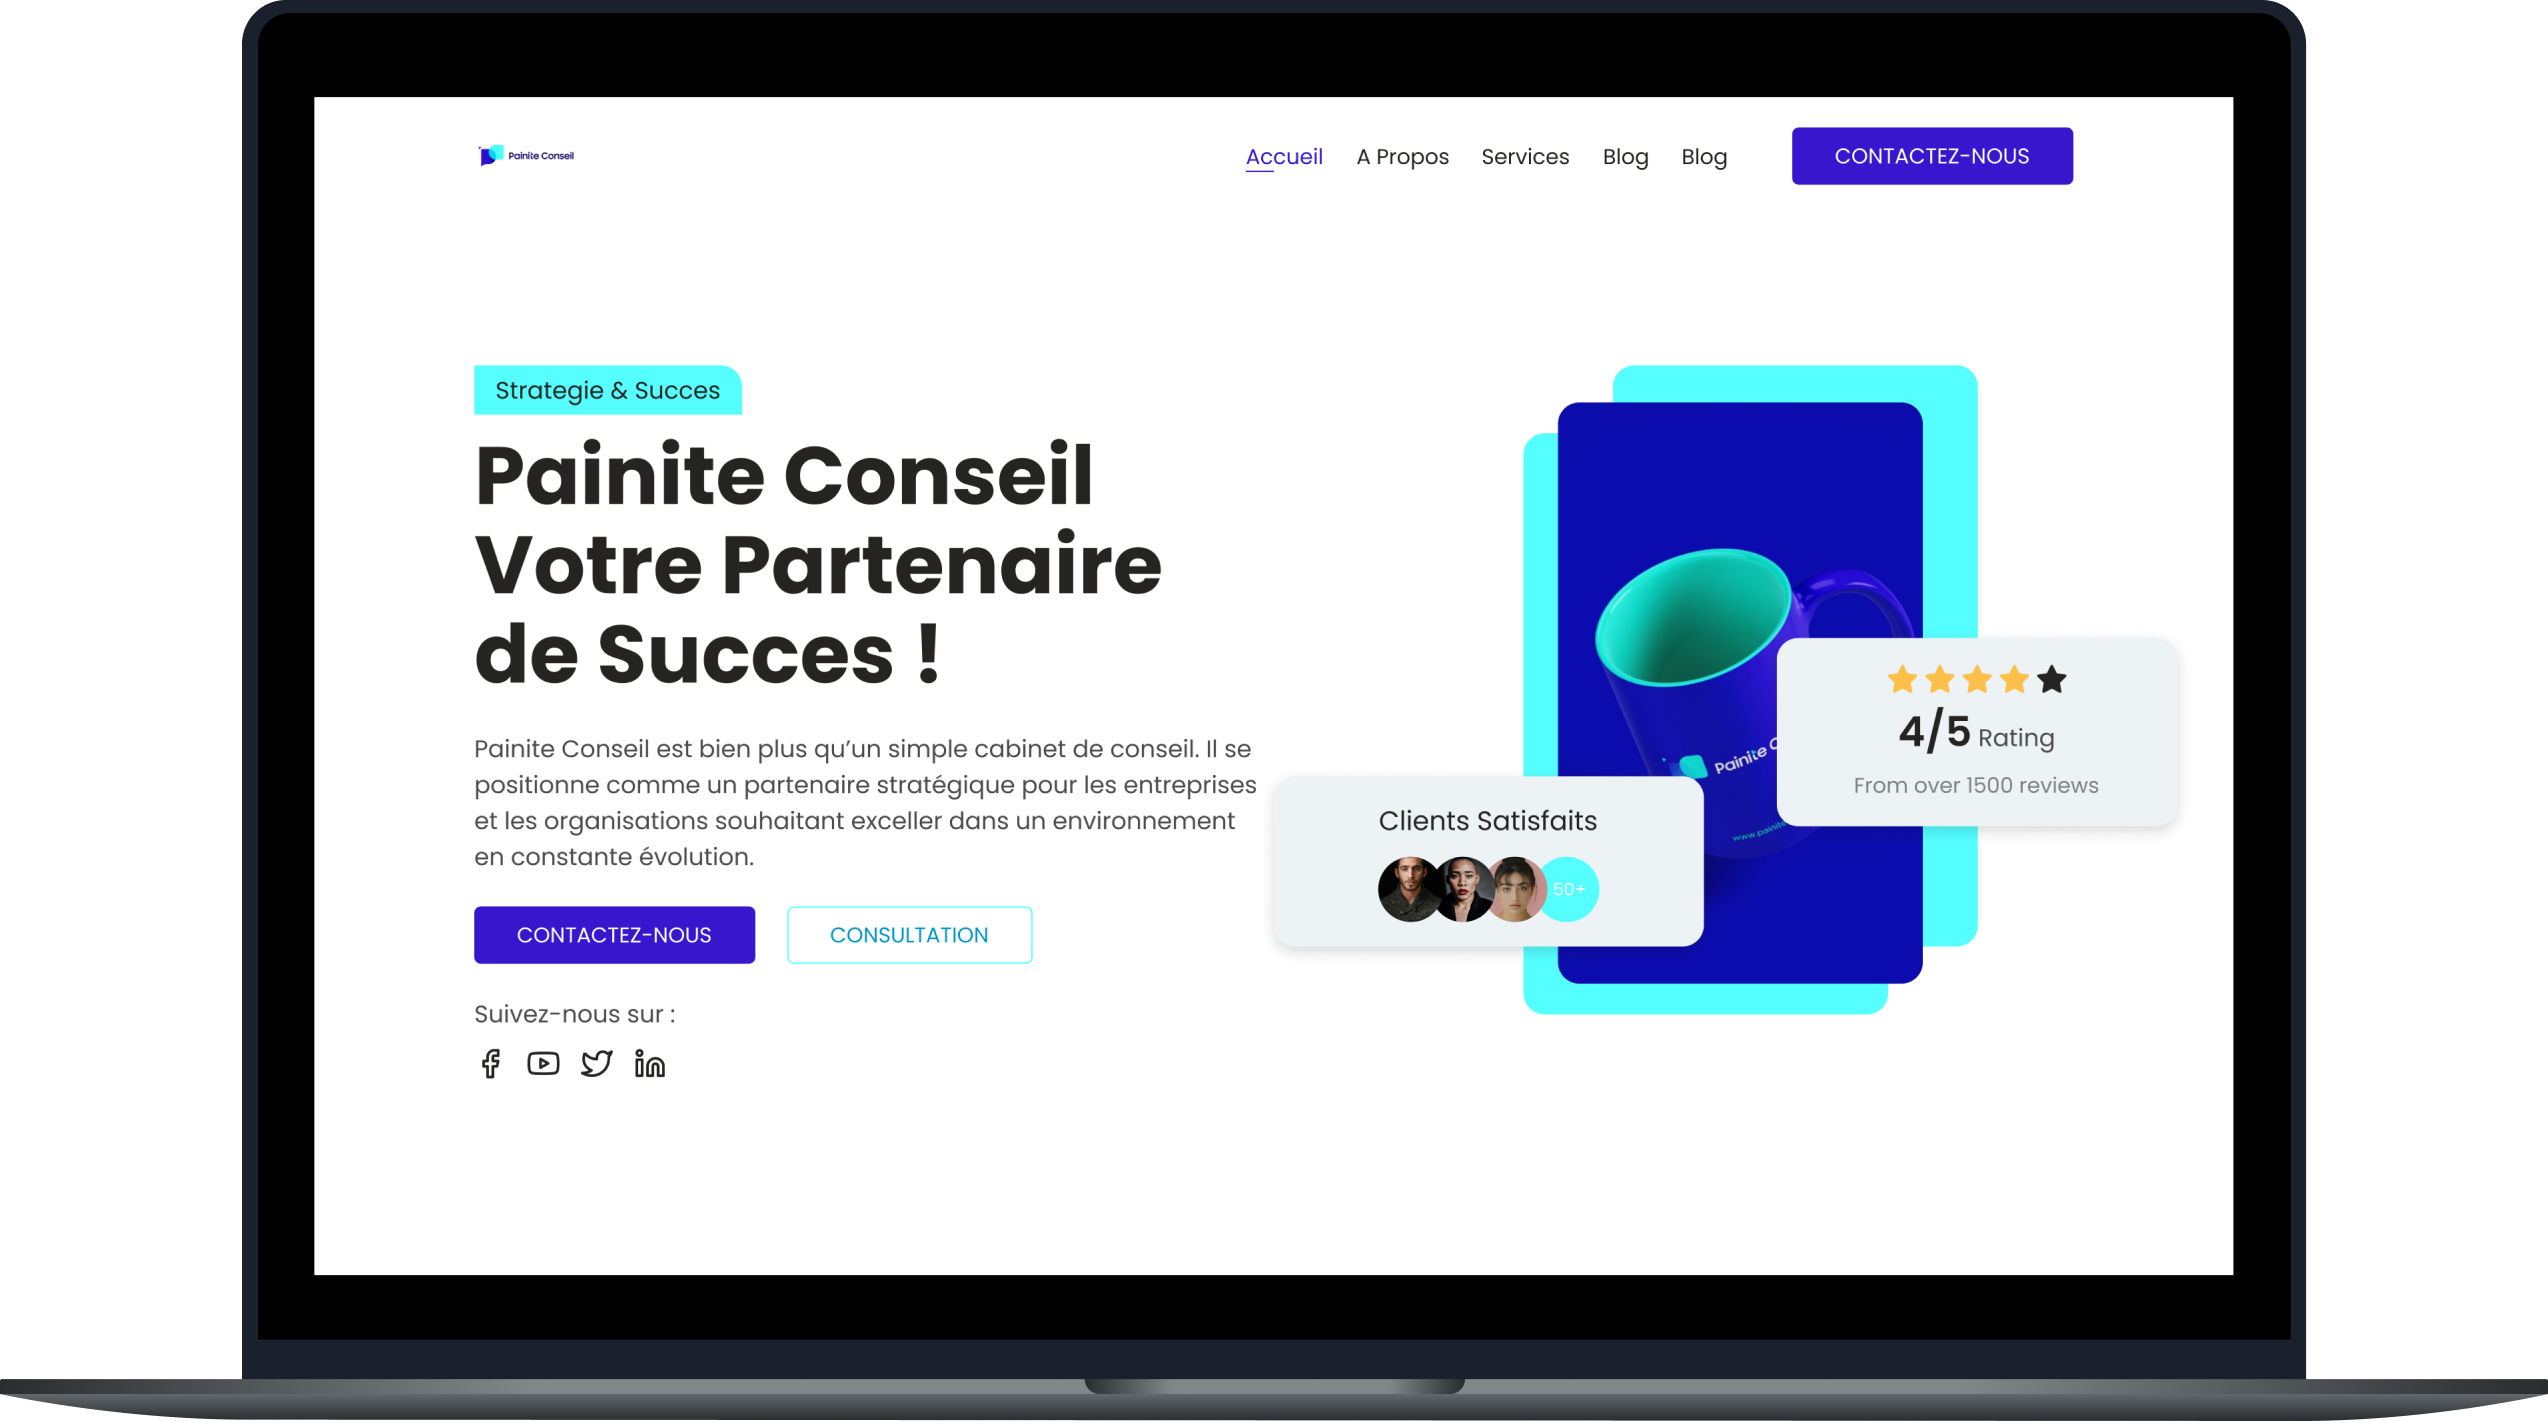 Painite Conseil
Accueil
A Propos
Services
Blog
Blog
CONTACTEZ-NOUS
Strategie & Succes
Painite Conseil
Votre Partenaire
de Succes !
Painite Conseil est bien plus qu’un simple cabinet de conseil. Il se
positionne comme un partenaire stratégique pour les entreprises
et les organisations souhaitant exceller dans un environnement
en constante évolution.
CONTACTEZ-NOUS
CONSULTATION
Suivez-nous sur :
Painite C
www.painite
4/5 Rating
From over 1500 reviews
Clients Satisfaits
50+